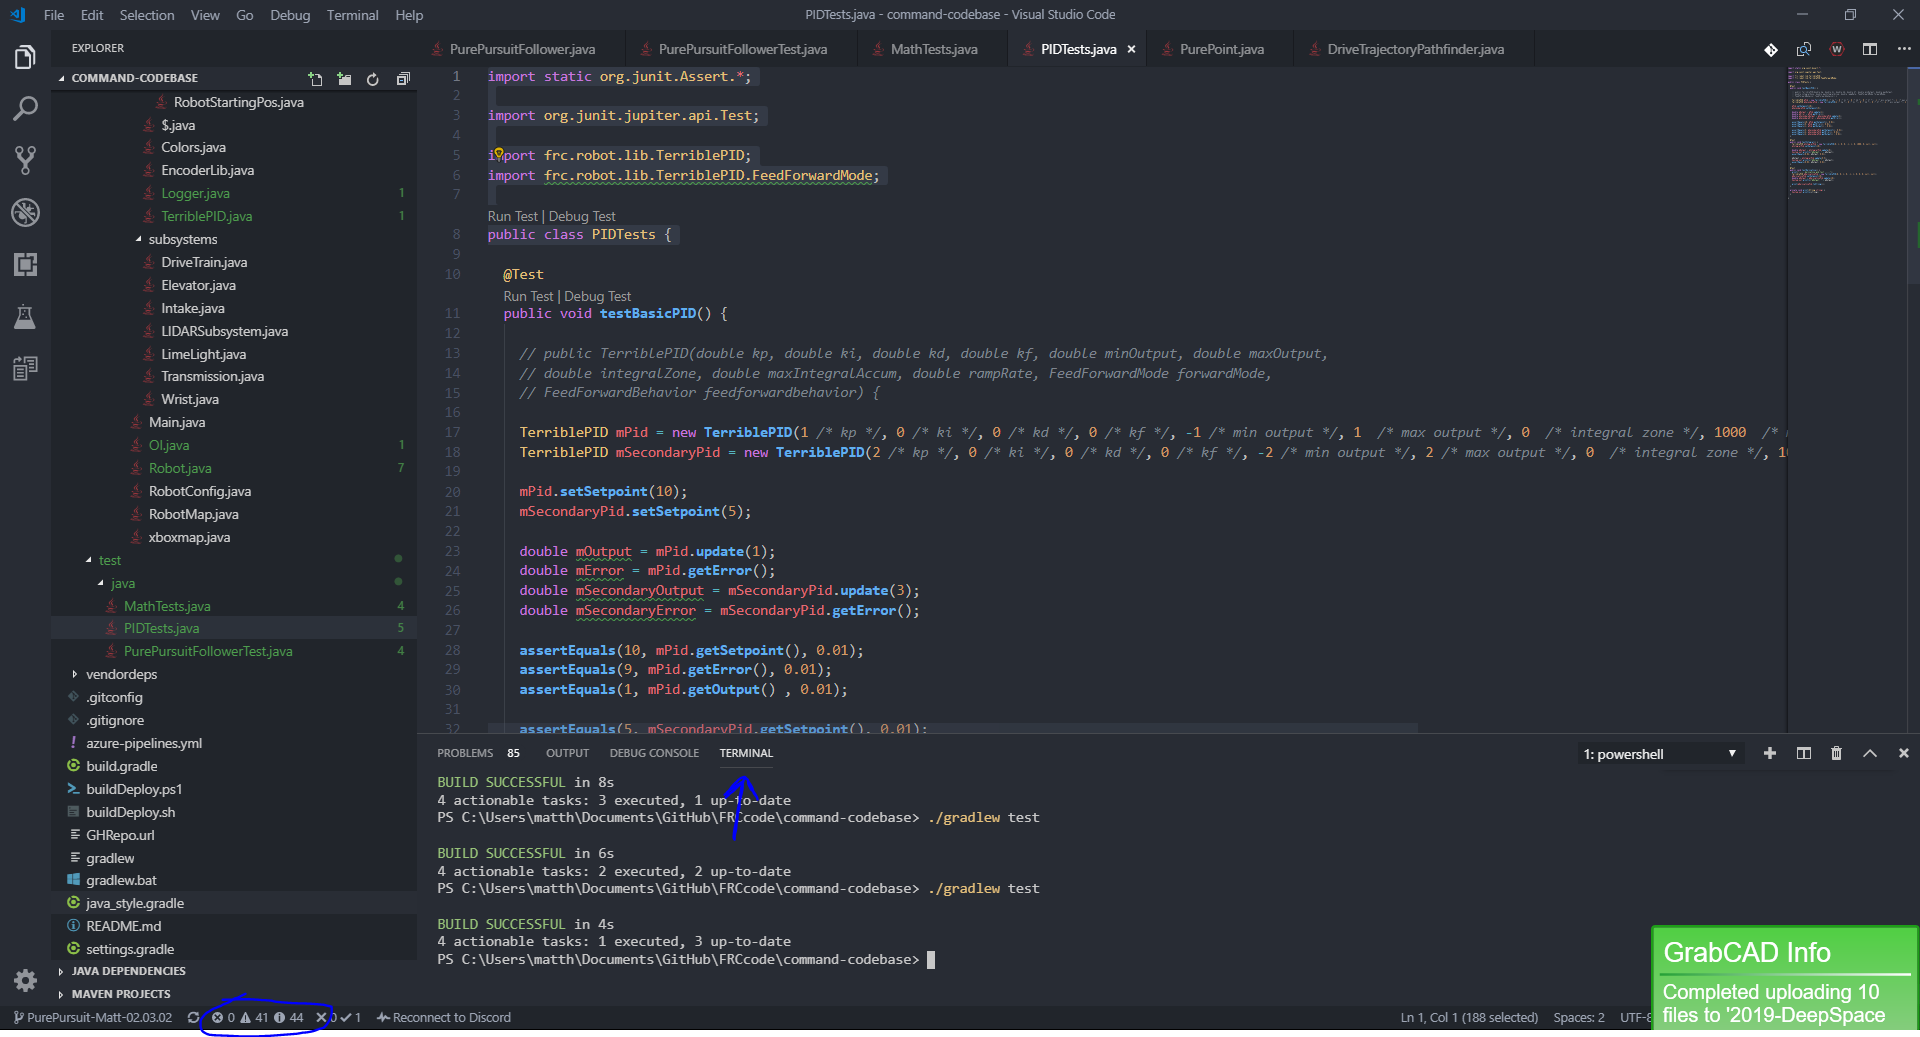 File Edit Selection View Go Debug Terminal Help
PIDTests.java - command-codebase - Visual Studio Code
EXPLORER
PurePursuitFollower.java PurePursuitFollowerTest.java MathTests.java PIDTests.java × PurePoint.java DriveTrajectoryPathfinder.java
COMMAND-CODEBASE
RobotStartingPos.java
$.java
Colors.java
EncoderLib.java
Logger.java 1
TerriblePID.java 1
subsystems
DriveTrain.java
Elevator.java
Intake.java
LIDARSubsystem.java
LimeLight.java
Transmission.java
Wrist.java
Main.java
OI.java 1
Robot.java 7
RobotConfig.java
RobotMap.java
xboxmap.java
test
java
MathTests.java 4
PIDTests.java 5
PurePursuitFollowerTest.java 4
vendordeps
.gitconfig
.gitignore
azure-pipelines.yml
build.gradle
buildDeploy.ps1
buildDeploy.sh
GHRepo.url
gradlew
gradlew.bat
java_style.gradle
README.md
settings.gradle
JAVA DEPENDENCIES
MAVEN PROJECTS
1 import static org.junit.Assert.*;
2
3 import org.junit.jupiter.api.Test;
4
5 import frc.robot.lib.TerriblePID;
6 import frc.robot.lib.TerriblePID.FeedForwardMode;
7
Run Test | Debug Test
8 public class PIDTests {
9
10 @Test
Run Test | Debug Test
11 public void testBasicPID() {
12
13 // public TerriblePID(double kp, double ki, double kd, double kf, double minOutput, double maxOutput,
14 // double integralZone, double maxIntegralAccum, double rampRate, FeedForwardMode forwardMode,
15 // FeedForwardBehavior feedforwardbehavior) {
16
17 TerriblePID mPid = new TerriblePID(1 /* kp */, 0 /* ki */, 0 /* kd */, 0 /* kf */, -1 /* min output */, 1 /* max output */, 0 /* integral zone */, 1000 /*
18 TerriblePID mSecondaryPid = new TerriblePID(2 /* kp */, 0 /* ki */, 0 /* kd */, 0 /* kf */, -2 /* min output */, 2 /* max output */, 0 /* integral zone */,
19
20 mPid.setSetpoint(10);
21 mSecondaryPid.setSetpoint(5);
22
23 double mOutput = mPid.update(1);
24 double mError = mPid.getError();
25 double mSecondaryOutput = mSecondaryPid.update(3);
26 double mSecondaryError = mSecondaryPid.getError();
27
28 assertEquals(10, mPid.getSetpoint(), 0.01);
29 assertEquals(9, mPid.getError(), 0.01);
30 assertEquals(1, mPid.getOutput() , 0.01);
31
32 assertEquals(5, mSecondaryPid.getSetpoint(), 0.01);
PROBLEMS 85 OUTPUT DEBUG CONSOLE TERMINAL
1: powershell
BUILD SUCCESSFUL in 8s
4 actionable tasks: 3 executed, 1 up-to-date
PS C:\Users\matth\Documents\GitHub\FRCcode\command-codebase> ./gradlew test
BUILD SUCCESSFUL in 6s
4 actionable tasks: 2 executed, 2 up-to-date
PS C:\Users\matth\Documents\GitHub\FRCcode\command-codebase> ./gradlew test
BUILD SUCCESSFUL in 4s
4 actionable tasks: 1 executed, 3 up-to-date
PS C:\Users\matth\Documents\GitHub\FRCcode\command-codebase>
GrabCAD Info
Completed uploading 10
files to '2019-DeepSpace
PurePursuit-Matt-02.03.02 0 41 44 0 1 Reconnect to Discord
Ln 1, Col 1 (188 selected) Spaces: 2 UTF-8